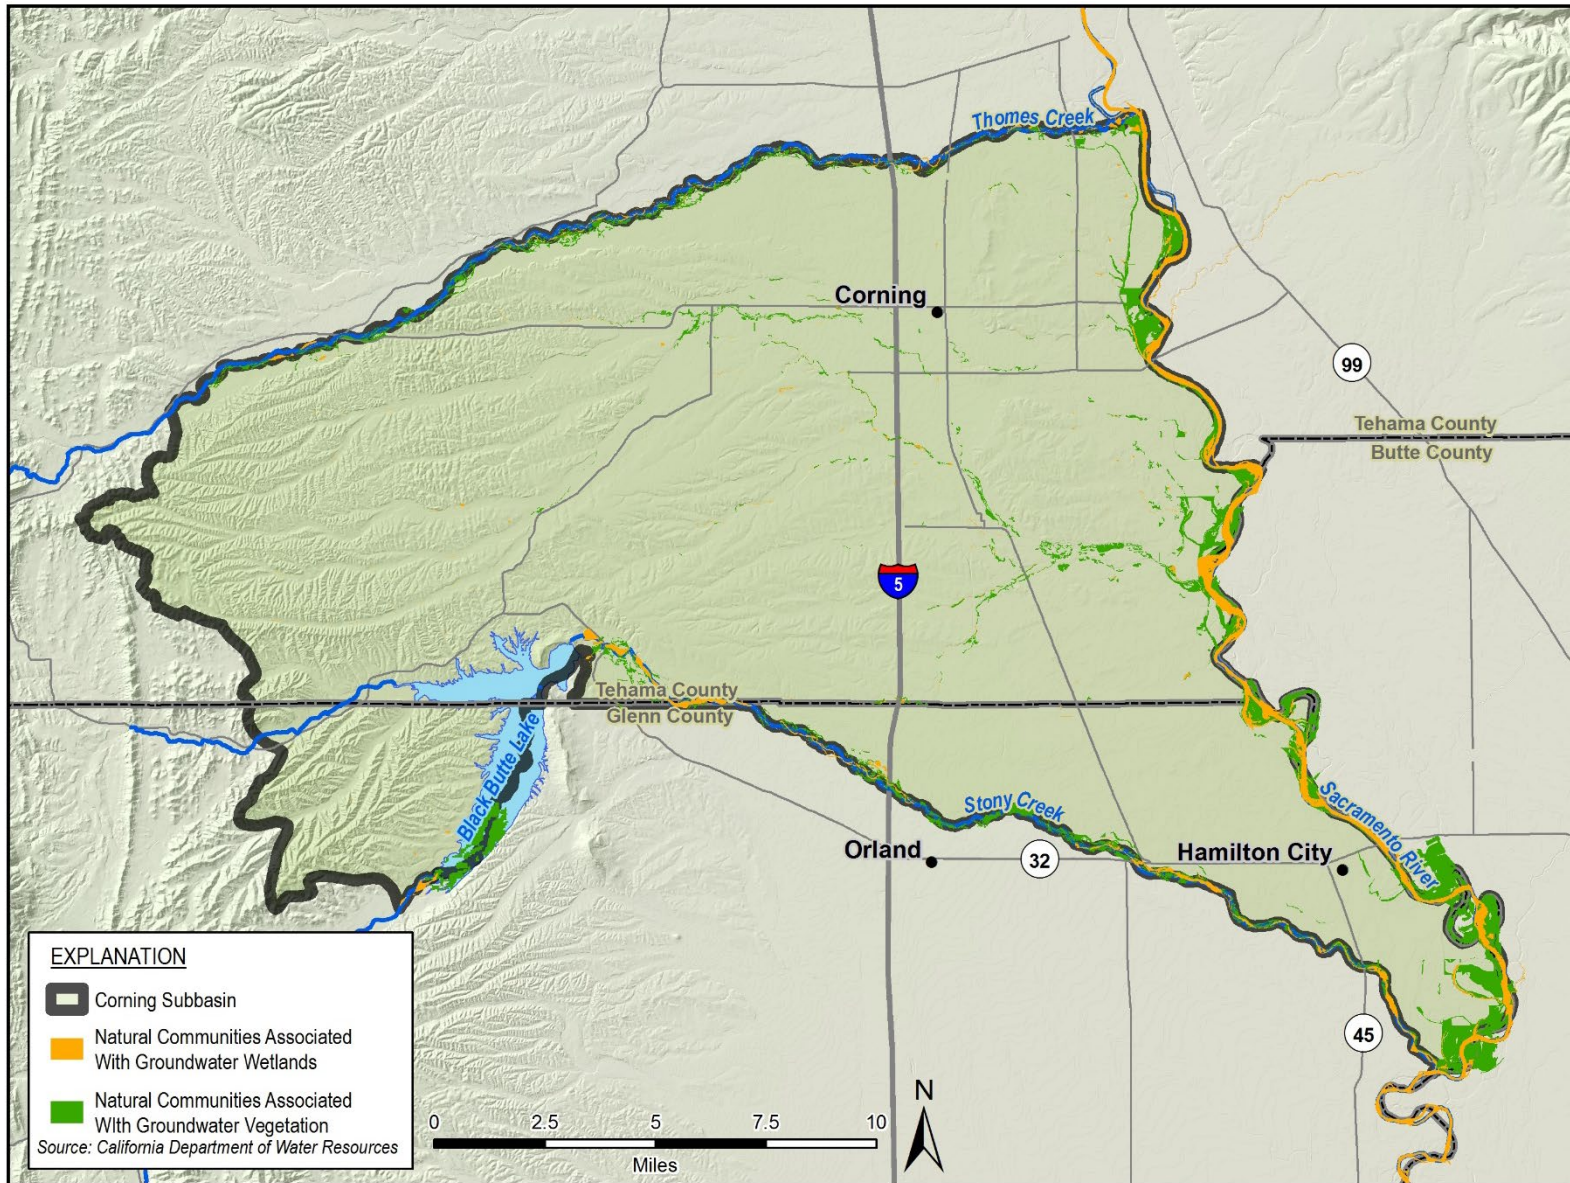 Thomes Creek
Corning
99
Tehama County
Butte County
5
Tehama County
Glenn County
Black Butte Lake
Stony Creek
Sacramento River
Orland
32
Hamilton City
45
EXPLANATION
Corning Subbasin
Natural Communities Associated
With Groundwater Wetlands
Natural Communities Associated
WIth Groundwater Vegetation
Source: California Department of Water Resources
0 2.5 5 7.5 10
Miles
N